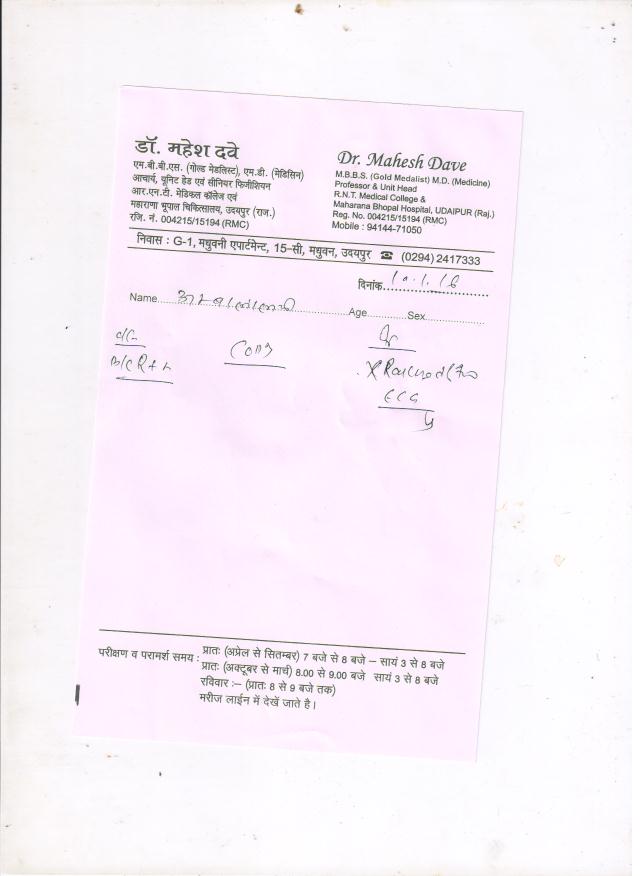 डॉ. महेश दवे
एम.बी.बी.एस. (गोल्ड मेडलिस्ट), एम.डी. (मेडिसिन)
आचार्य, यूनिट हेड एवं सीनियर फिजीशियन
आर.एन.टी. मेडिकल कॉलेज एवं
महाराणा भूपाल चिकित्सालय, उदयपुर (राज.)
रजि. नं. 004215/15194 (RMC)
Dr. Mahesh Dave
M.B.B.S. (Gold Medalist) M.D. (Medicine)
Professor & Unit Head
R.N.T. Medical College &
Maharana Bhopal Hospital, UDAIPUR (Raj.)
Reg. No. 004215/15194 (RMC)
Mobile : 94144-71050
निवास : G-1, मधुवनी एपार्टमेन्ट, 15-सी, मधुवन, उदयपुर ☎ (0294) 2417333
दिनांक 10.1.16
Name Age Sex
ECG
परीक्षण व परामर्श समय : प्रातः (अप्रेल से सितम्बर) 7 बजे से 8 बजे – सायं 3 से 8 बजे
प्रातः (अक्टूबर से मार्च) 8.00 से 9.00 बजे सायं 3 से 8 बजे
रविवार :– (प्रातः 8 से 9 बजे तक)
मरीज लाईन में देखें जाते है।